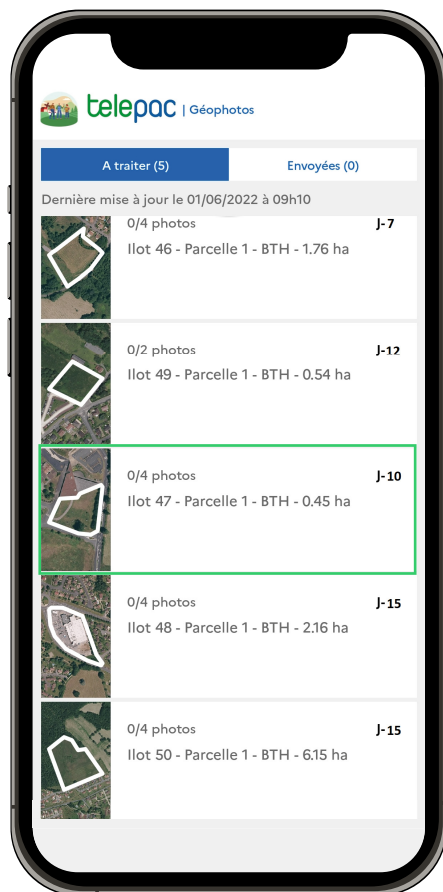 telepac | Géophotos
A traiter (5) Envoyées (0)
Dernière mise à jour le 01/06/2022 à 09h10
0/4 photos J-7
Ilot 46 - Parcelle 1 - BTH - 1.76 ha
0/2 photos J-12
Ilot 49 - Parcelle 1 - BTH - 0.54 ha
0/4 photos J-10
Ilot 47 - Parcelle 1 - BTH - 0.45 ha
0/4 photos J-15
Ilot 48 - Parcelle 1 - BTH - 2.16 ha
0/4 photos J-15
Ilot 50 - Parcelle 1 - BTH - 6.15 ha